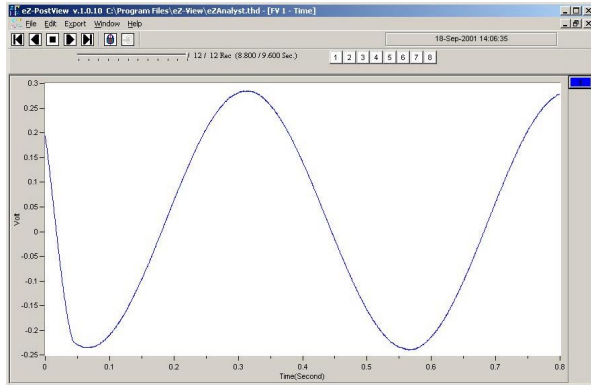 eZ-PostView v.1.0.10 C:\Program Files\eZ-View\eZAnalyst.thd - [FV 1 - Time]
File Edit Export Window Help
12 / 12 Rec (8.800 / 9.600 Sec.)
1 2 3 4 5 6 7 8
18-Sep-2001 14:06:35
0.3
0.25
0.2
0.15
0.1
0.05
0
-0.05
-0.1
-0.15
-0.2
-0.25
Volt
0 0.1 0.2 0.3 0.4 0.5 0.6 0.7 0.8
Time(Second)